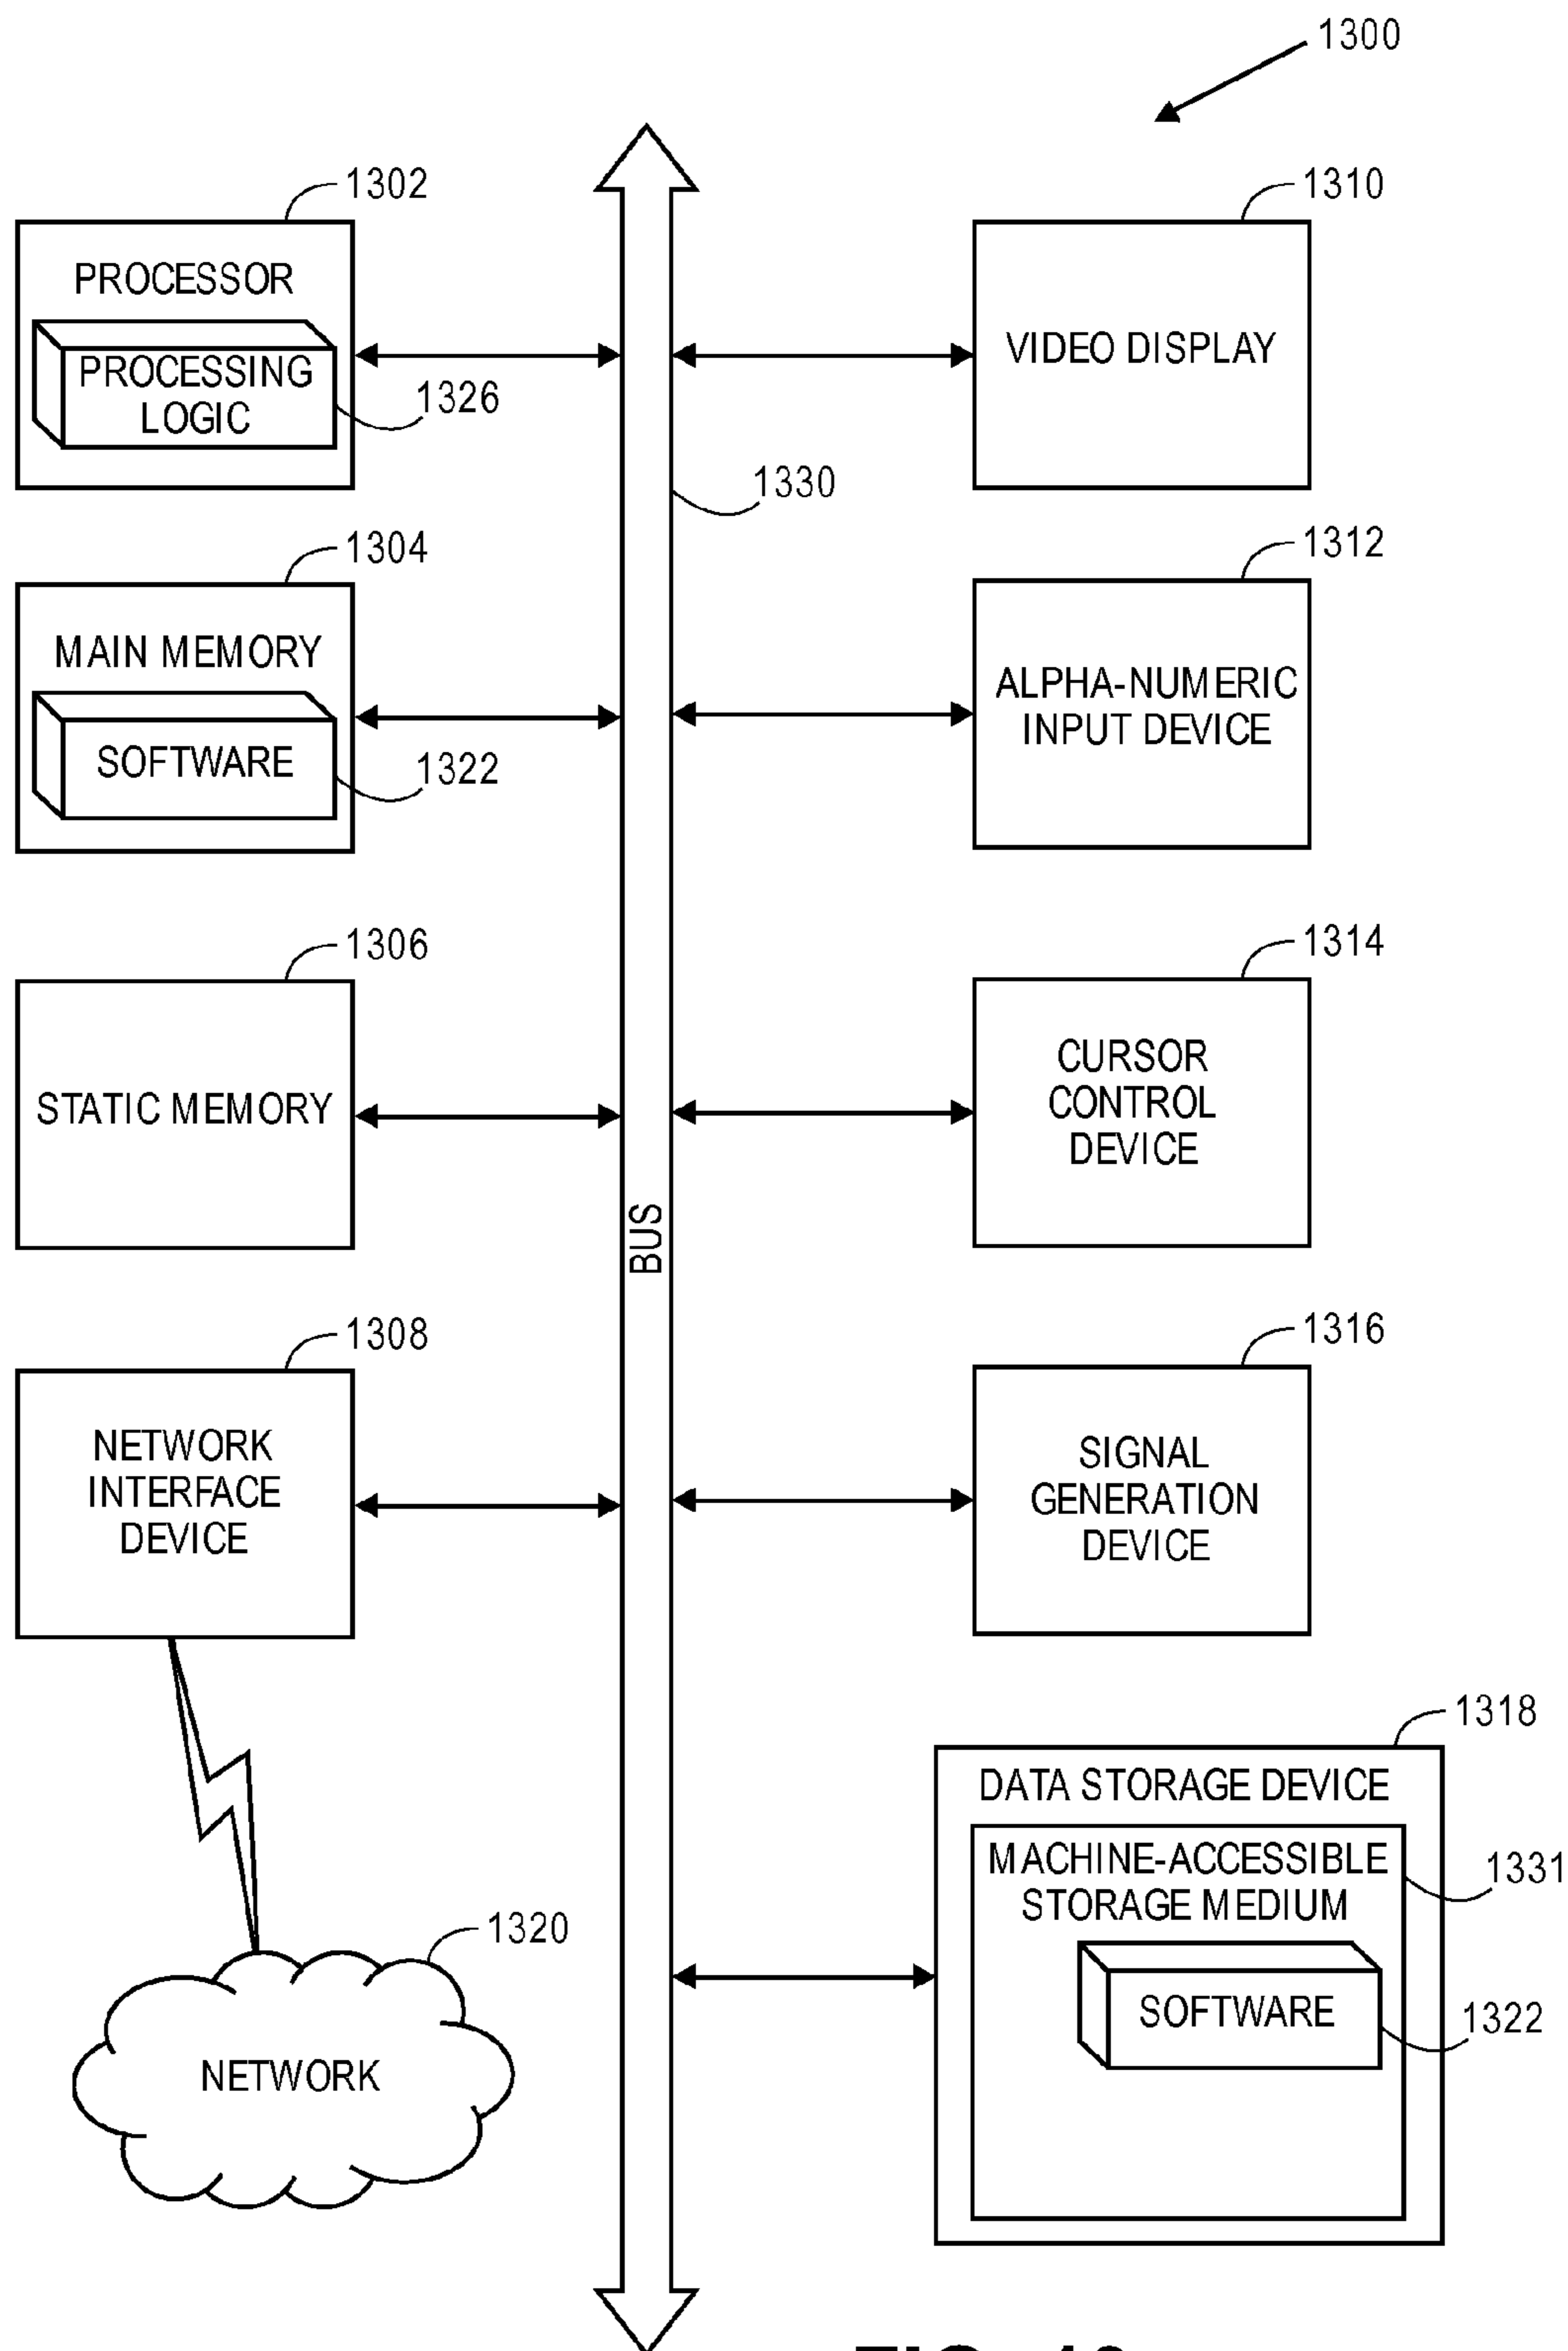 1300
1302
PROCESSOR
PROCESSING
LOGIC
1326
1310
VIDEO DISPLAY
1330
1304
MAIN MEMORY
SOFTWARE
1322
1312
ALPHA-NUMERIC
INPUT DEVICE
1306
STATIC MEMORY
1314
CURSOR
CONTROL
DEVICE
BUS
1308
NETWORK
INTERFACE
DEVICE
1316
SIGNAL
GENERATION
DEVICE
1318
DATA STORAGE DEVICE
MACHINE-ACCESSIBLE
STORAGE MEDIUM
1331
SOFTWARE
1322
1320
NETWORK